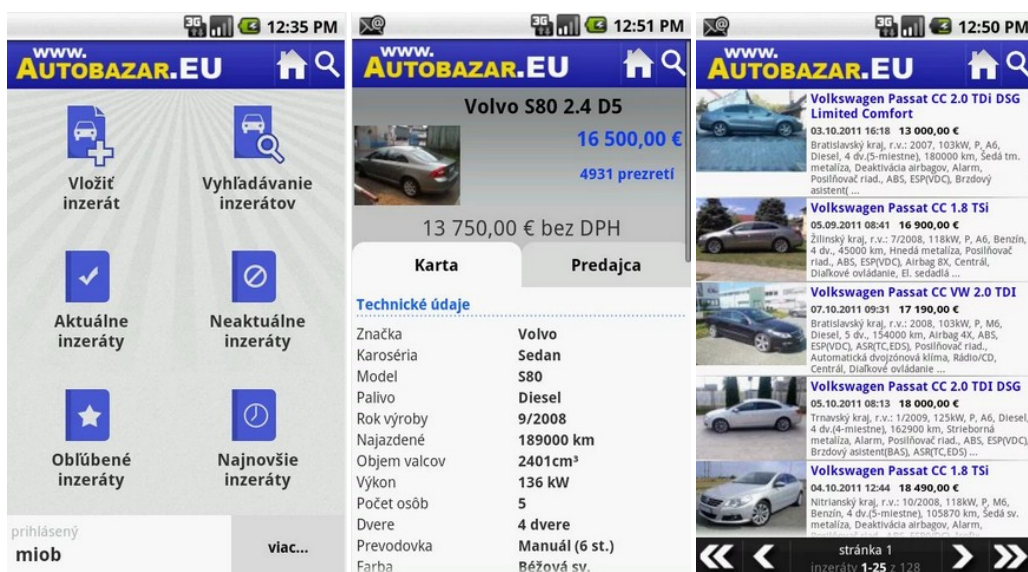 3G 12:35 PM
www.
AUTOBAZAR.EU
Vložiť
inzerát
Vyhľadávanie
inzerátov
Aktuálne
inzeráty
Neaktuálne
inzeráty
Obľúbené
inzeráty
Najnovšie
inzeráty
prihlásený
miob
viac...
3G 12:51 PM
www.
AUTOBAZAR.EU
Volvo S80 2.4 D5
16 500,00 €
4931 prezretí
13 750,00 € bez DPH
Karta
Predajca
Technické údaje
Značka Volvo
Karoséria Sedan
Model S80
Palivo Diesel
Rok výroby 9/2008
Najazdené 189000 km
Objem valcov 2401cm³
Výkon 136 kW
Počet osôb 5
Dvere 4 dvere
Prevodovka Manuál (6 st.)
Farba Béžová sv.
3G 12:50 PM
www.
AUTOBAZAR.EU
Volkswagen Passat CC 2.0 TDi DSG
Limited Comfort
03.10.2011 16:18 13 000,00 €
Bratislavský kraj, r.v.: 2007, 103kW, P, A6,
Diesel, 4 dv.(5-miestne), 180000 km, Šedá tm.
metalíza, Deaktivácia airbagov, Alarm,
Posilňovač riad., ABS, ESP(VDC), Brzdový
asistent( ...
Volkswagen Passat CC 1.8 TSi
05.09.2011 08:41 16 900,00 €
Žilinský kraj, r.v.: 7/2008, 118kW, P, A6, Benzín,
4 dv., 45000 km, Hnedá metalíza, Posilňovač
riad., ABS, ESP(VDC), Airbag 8X, Centrál,
Diaľkové ovládanie, El. sedadlá ...
Volkswagen Passat CC VW 2.0 TDI
07.10.2011 09:31 17 190,00 €
Bratislavský kraj, r.v.: 2008, 103kW, P, M6,
Diesel, 5 dv., 154000 km, Airbag 4X, ABS,
ESP(VDC), ASR(TC,EDS), Posilňovač riad.,
Automatická dvojzónová klíma, Rádio/CD,
Centrál, Diaľkové ovládanie ...
Volkswagen Passat CC 2.0 TDI DSG
05.10.2011 08:13 18 000,00 €
Trnavský kraj, r.v.: 1/2009, 125kW, P, A6, Diesel,
4 dv.(4-miestne), 162900 km, Strieborná
metalíza, Alarm, Posilňovač riad., ABS, ESP(VDC),
Brzdový asistent(BAS), ASR(TC,EDS) ...
Volkswagen Passat CC 1.8 TSi
04.10.2011 12:44 18 490,00 €
Nitrianský kraj, r.v.: 10/2008, 118kW, P, M6,
Benzín, 4 dv.(5-miestne), 105870 km, Šedá sv.
metalíza, Deaktivácia airbagov, Alarm,
stránka 1
inzeráty 1-25 z 128